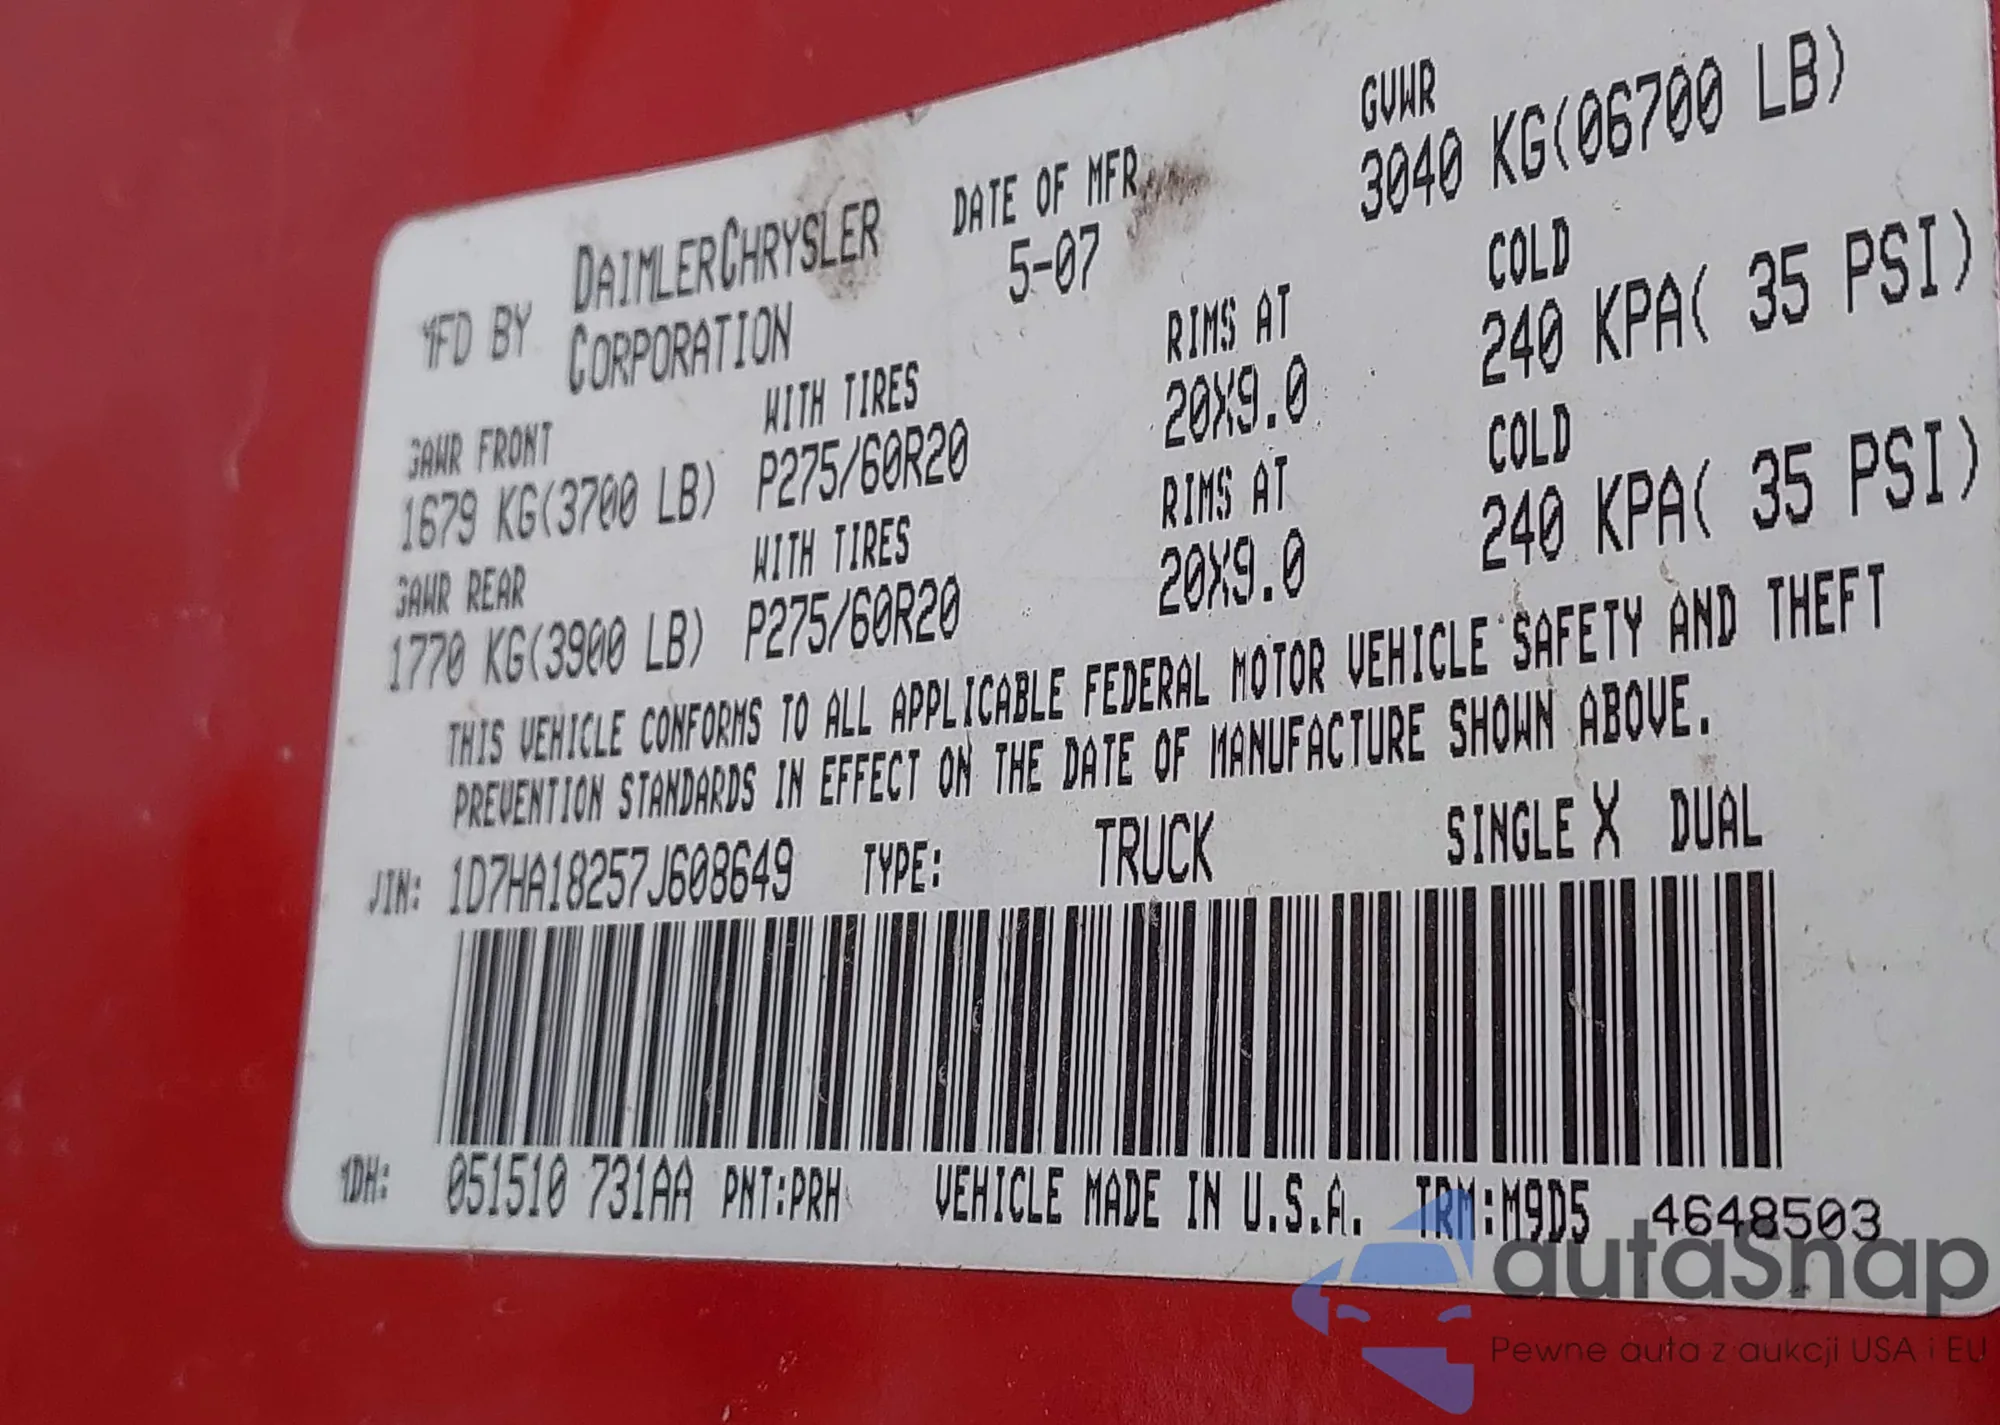 MFD BY DAIMLERCHRYSLER CORPORATION
DATE OF MFR
5-07
GVWR
3040 KG(06700 LB)
GAWR FRONT WITH TIRES RIMS AT COLD
1679 KG(3700 LB) P275/60R20 20X9.0 240 KPA( 35 PSI)
GAWR REAR WITH TIRES RIMS AT COLD
1770 KG(3900 LB) P275/60R20 20X9.0 240 KPA( 35 PSI)
THIS VEHICLE CONFORMS TO ALL APPLICABLE FEDERAL MOTOR VEHICLE SAFETY AND THEFT
PREVENTION STANDARDS IN EFFECT ON THE DATE OF MANUFACTURE SHOWN ABOVE.
VIN: 1D7HA18257J608649 TYPE: TRUCK SINGLE X DUAL
MDH: 051510 731AA PNT:PRH VEHICLE MADE IN U.S.A. TRM:M9D5 4648503
autaSnap
Pewne auta z aukcji USA i EU